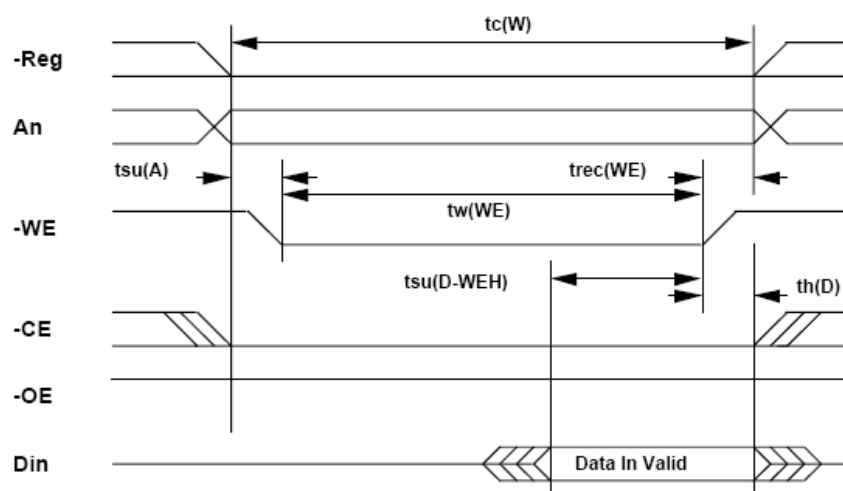 tc(W)
-Reg
An
tsu(A)
trec(WE)
tw(WE)
-WE
tsu(D-WEH)
th(D)
-CE
-OE
Din
Data In Valid